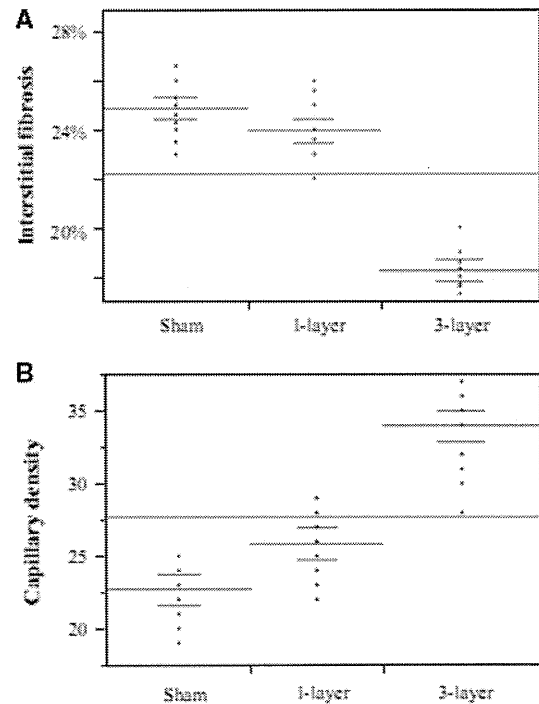 A
Interstitial fibrosis
28%
24%
20%
Sham 1-layer 3-layer
B
Capillary density
35
30
25
20
Sham 1-layer 3-layer